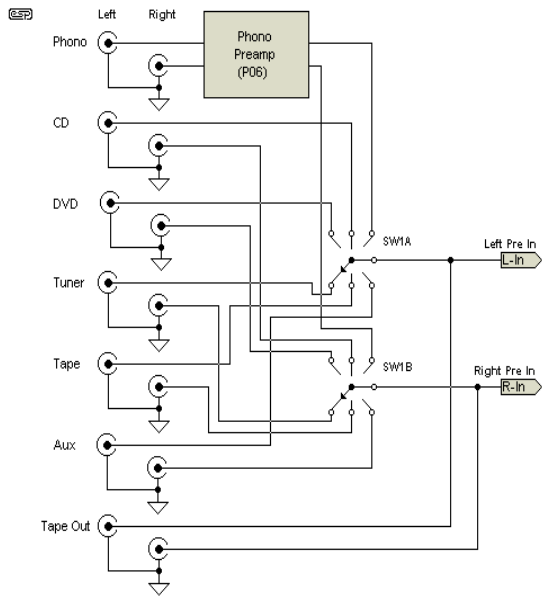 esp
Left Right
Phono
Phono
Preamp
(P06)
CD
DVD
SW1A
Left Pre In
L-In
Tuner
Tape
SW1B
Right Pre In
R-In
Aux
Tape Out